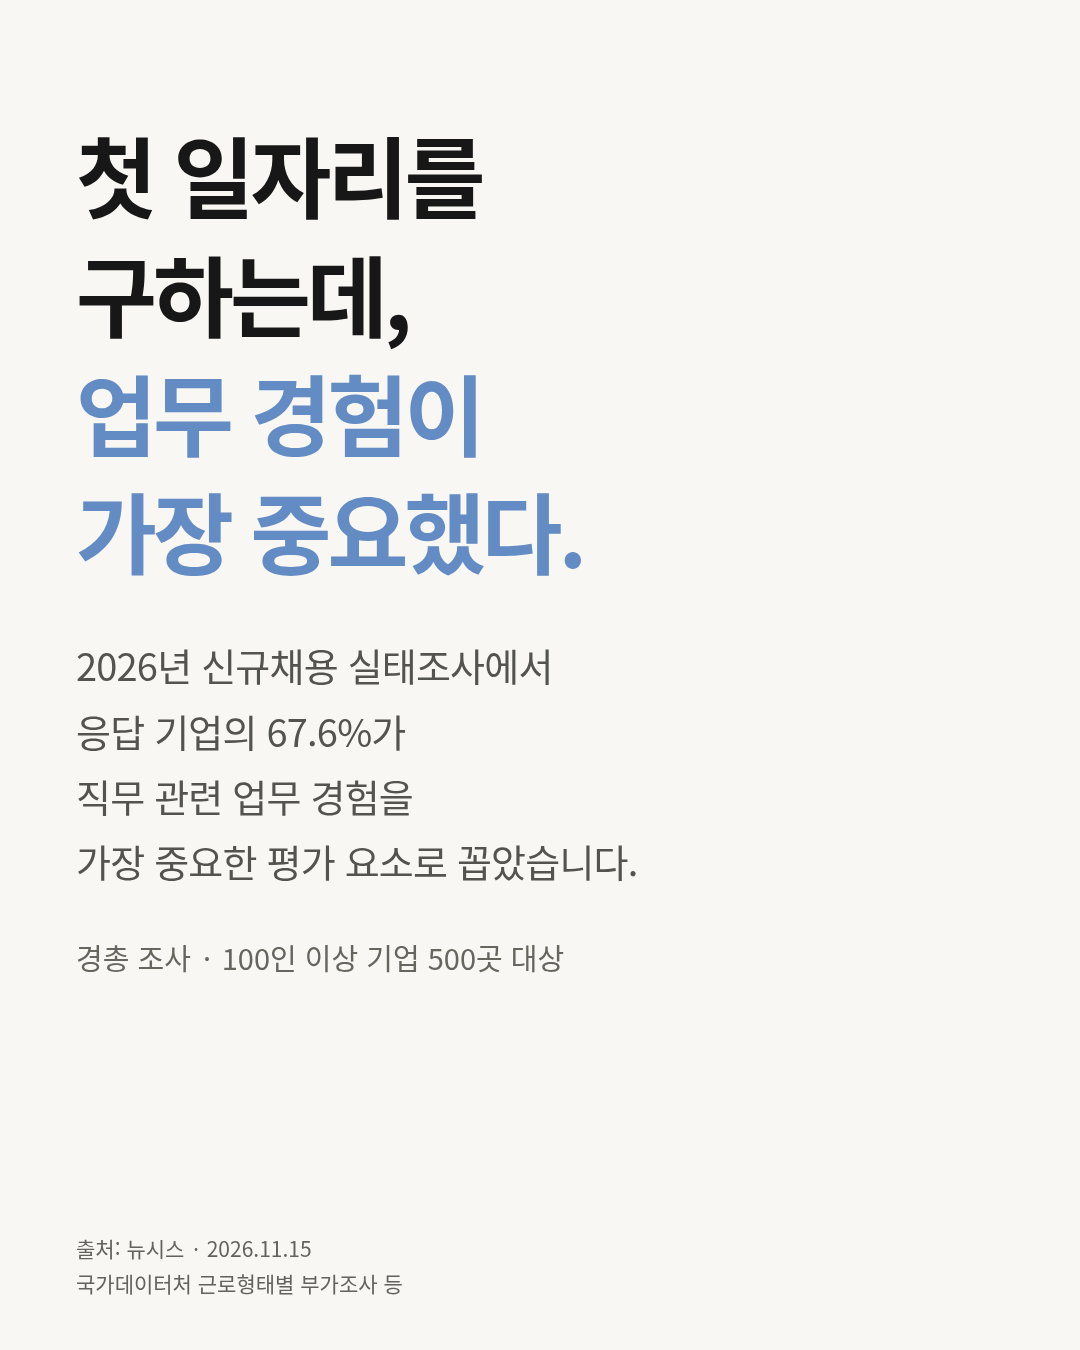 첫 일자리를
구하는데,
업무 경험이
가장 중요했다.
2026년 신규채용 실태조사에서
응답 기업의 67.6%가
직무 관련 업무 경험을
가장 중요한 평가 요소로 꼽았습니다.
경총 조사 · 100인 이상 기업 500곳 대상
출처: 뉴시스 · 2026.11.15
국가데이터처 근로형태별 부가조사 등